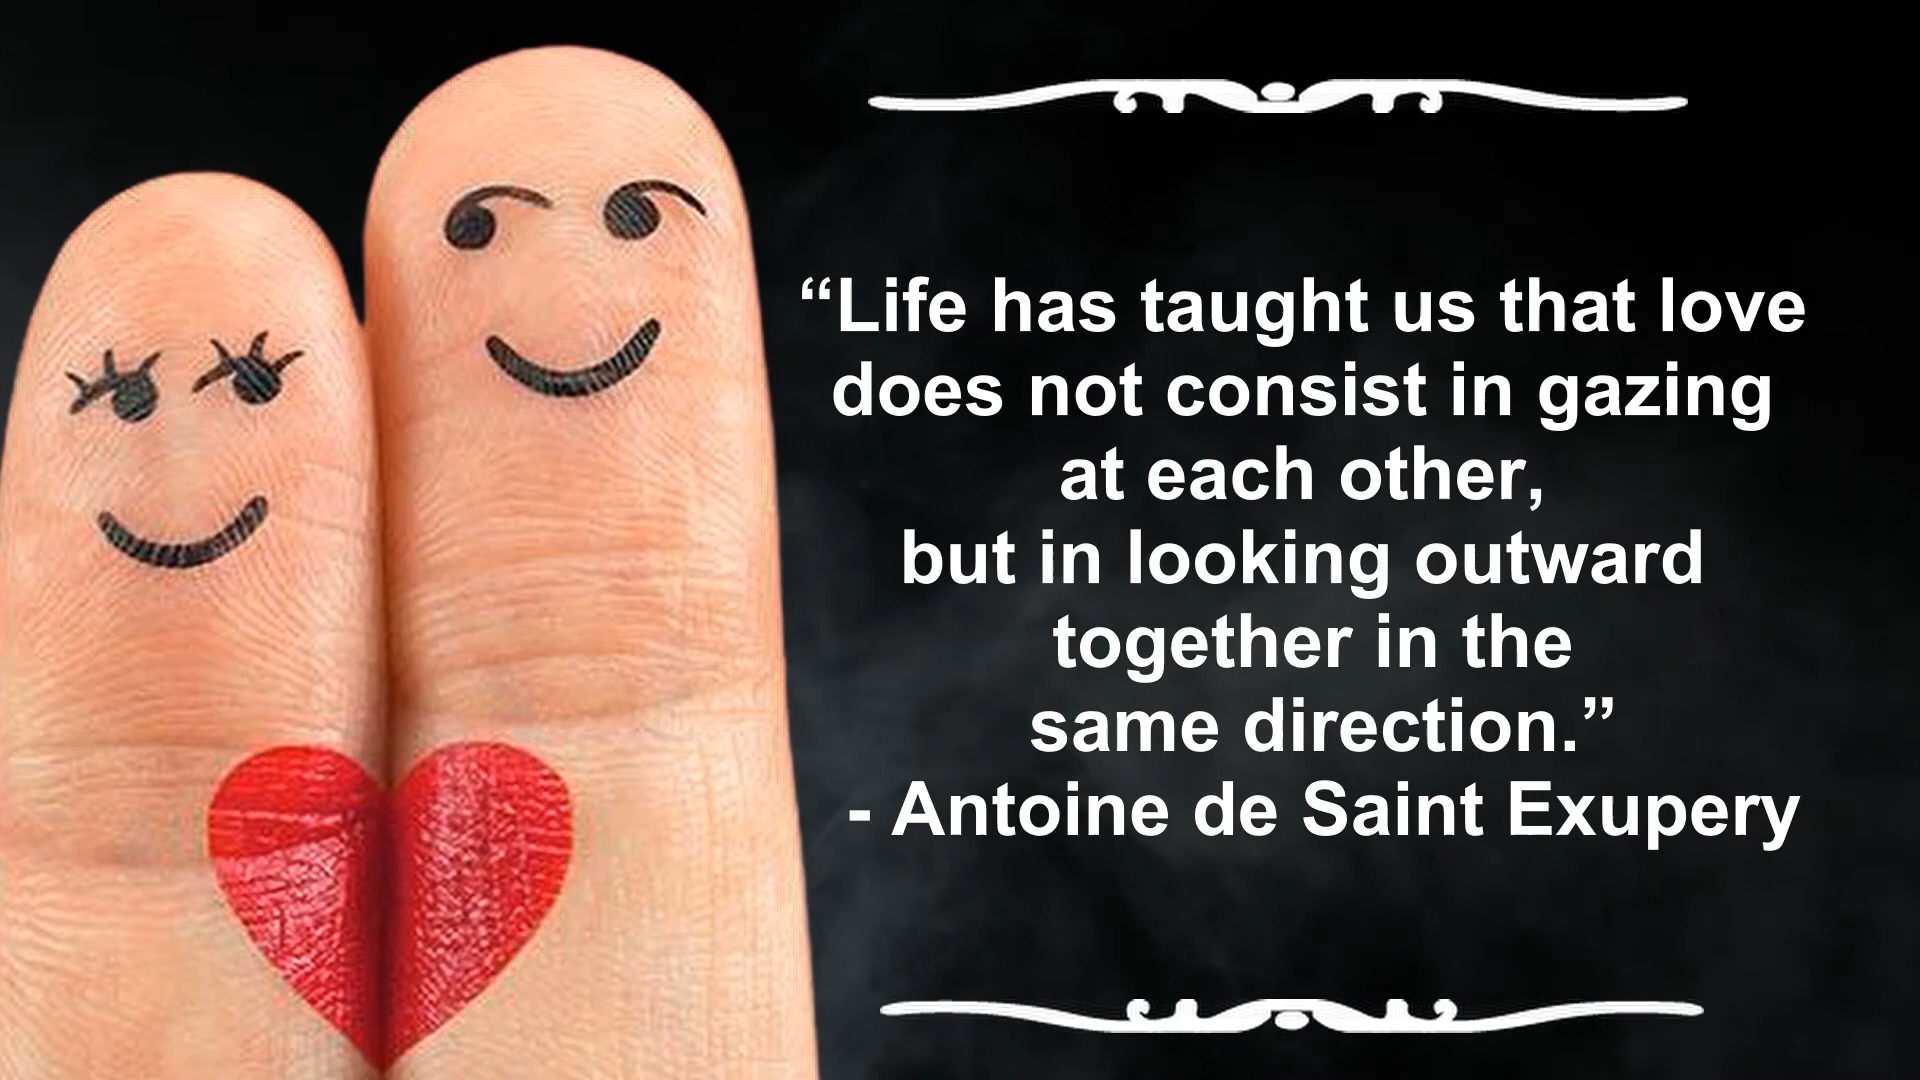 “Life has taught us that love
does not consist in gazing
at each other,
but in looking outward
together in the
same direction.”
- Antoine de Saint Exupery